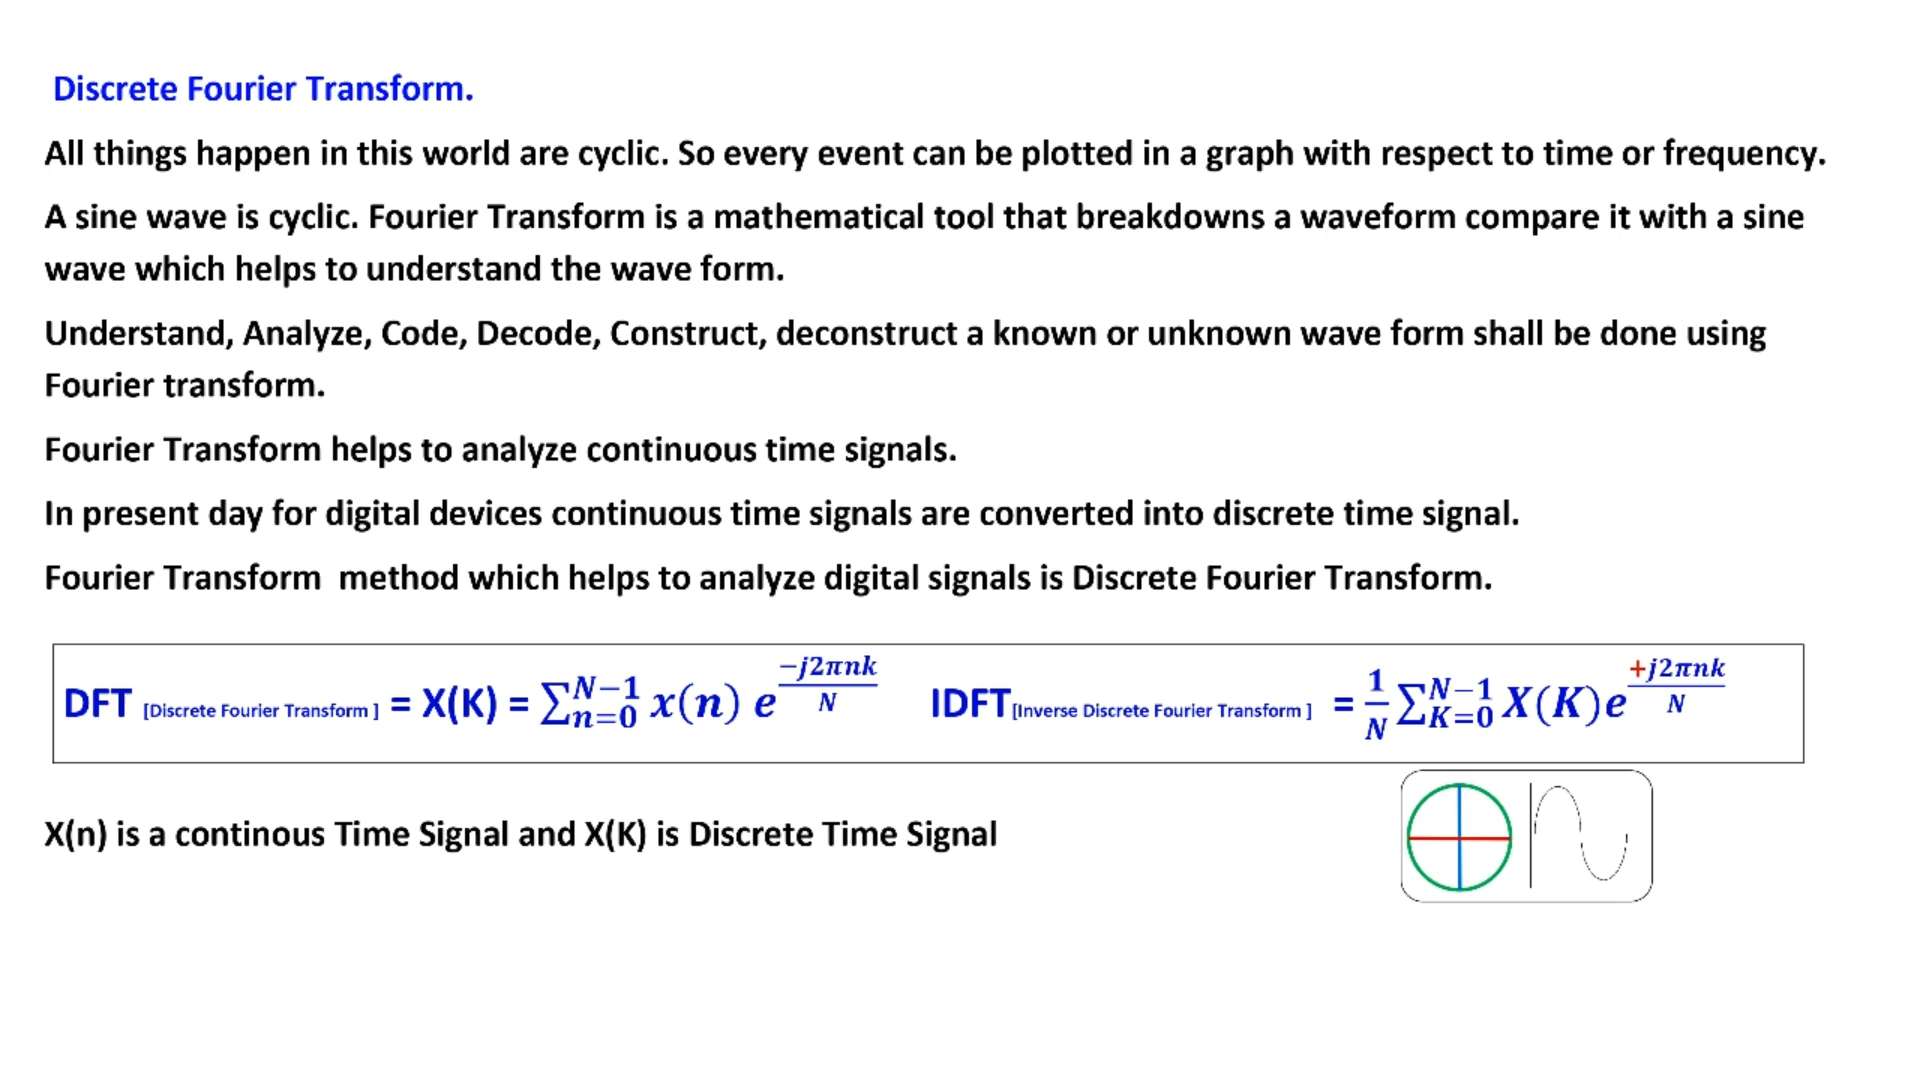 Discrete Fourier Transform.
All things happen in this world are cyclic. So every event can be plotted in a graph with respect to time or frequency.
A sine wave is cyclic. Fourier Transform is a mathematical tool that breakdowns a waveform compare it with a sine
wave which helps to understand the wave form.
Understand, Analyze, Code, Decode, Construct, deconstruct a known or unknown wave form shall be done using
Fourier transform.
Fourier Transform helps to analyze continuous time signals.
In present day for digital devices continuous time signals are converted into discrete time signal.
Fourier Transform  method which helps to analyze digital signals is Discrete Fourier Transform.
DFT [Discrete Fourier Transform ] = X(K) = ∑_{n=0}^{N−1} x(n) e^{\frac{−j2πnk}{N}} IDFT[Inverse Discrete Fourier Transform ] = \frac{1}{N} ∑_{K=0}^{N−1} X(K)e^{\frac{+j2πnk}{N}}
X(n) is a continous Time Signal and X(K) is Discrete Time Signal